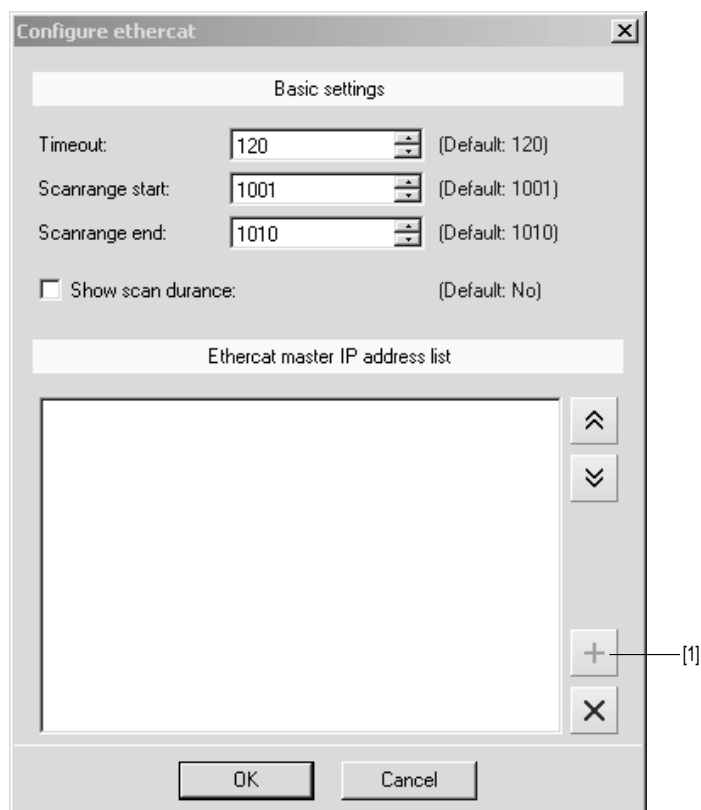 Configure ethercat
Basic settings
Timeout: 120 (Default: 120)
Scanrange start: 1001 (Default: 1001)
Scanrange end: 1010 (Default: 1010)
Show scan durance: (Default: No)
Ethercat master IP address list
[1]
OK Cancel